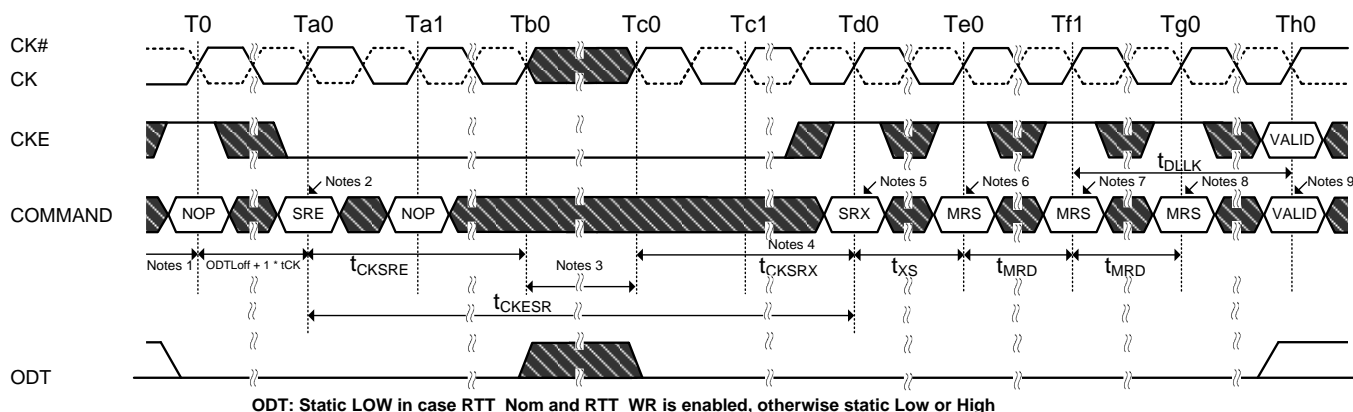 T0 Ta0 Ta1 Tb0 Tc0 Tc1 Td0 Te0 Tf1 Tg0 Th0
CK#
CK
CKE
VALID
tDLLK
Notes 2 Notes 5 Notes 6 Notes 7 Notes 8 Notes 9
COMMAND
NOP SRE NOP SRX MRS MRS MRS VALID
Notes 1 ODTLoff + 1 * tCK tCKSRE Notes 3 Notes 4 tCKSRX tXS tMRD tMRD
tCKESR
ODT
ODT: Static LOW in case RTT_Nom and RTT_WR is enabled, otherwise static Low or High